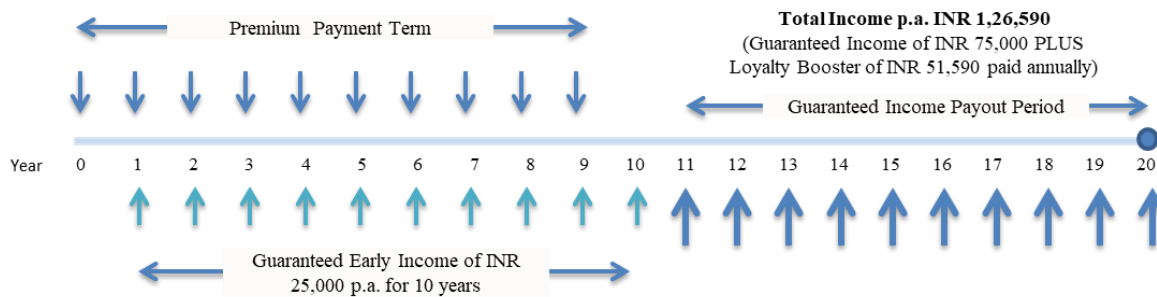 Premium Payment Term
Total Income p.a. INR 1,26,590
(Guaranteed Income of INR 75,000 PLUS
Loyalty Booster of INR 51,590 paid annually)
Guaranteed Income Payout Period
Year 0 1 2 3 4 5 6 7 8 9 10 11 12 13 14 15 16 17 18 19 20
Guaranteed Early Income of INR
25,000 p.a. for 10 years